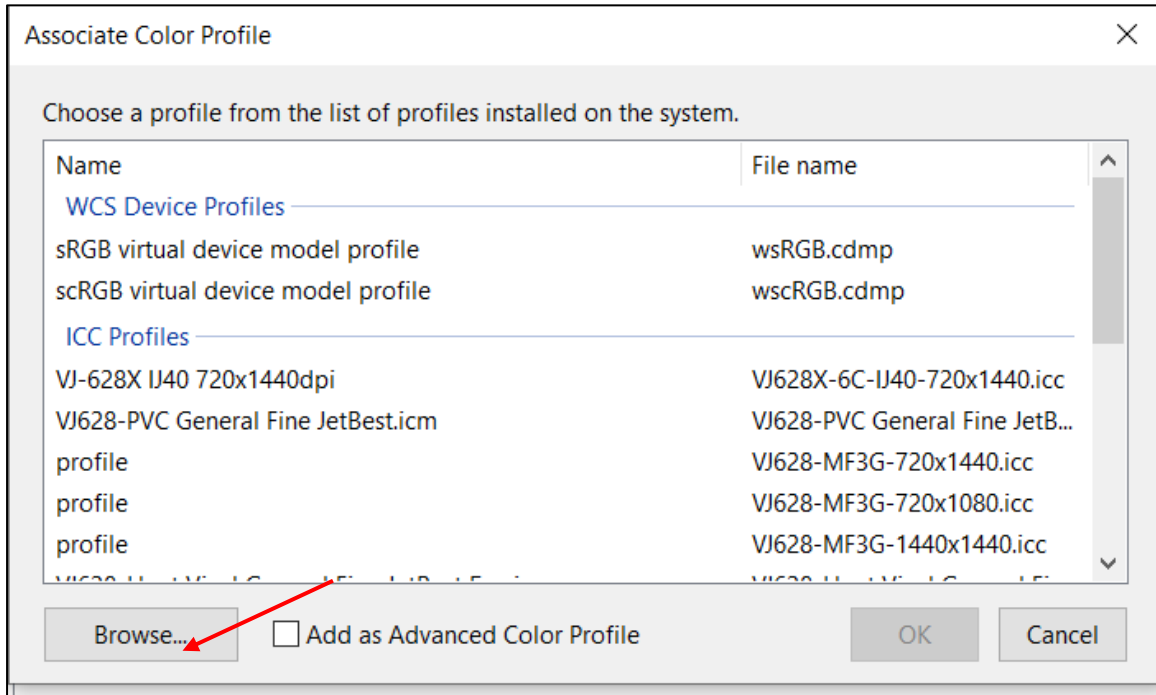 Associate Color Profile
Choose a profile from the list of profiles installed on the system.
Name File name
WCS Device Profiles
sRGB virtual device model profile wsRGB.cdmp
scRGB virtual device model profile wscRGB.cdmp
ICC Profiles
VJ-628X IJ40 720x1440dpi VJ628X-6C-IJ40-720x1440.icc
VJ628-PVC General Fine JetBest.icm VJ628-PVC General Fine JetB...
profile VJ628-MF3G-720x1440.icc
profile VJ628-MF3G-720x1080.icc
profile VJ628-MF3G-1440x1440.icc
Browse... Add as Advanced Color Profile OK Cancel